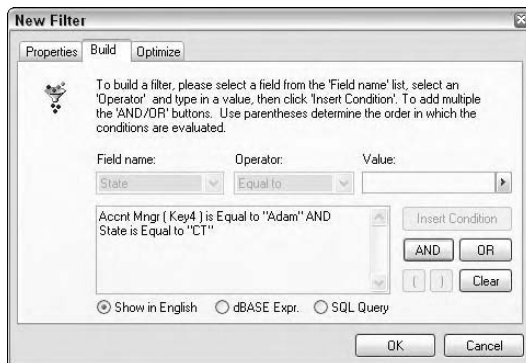 New Filter
Properties Build Optimize
To build a filter, please select a field from the 'Field name' list, select an
'Operator' and type in a value, then click 'Insert Condition'. To add multiple
the 'AND/OR' buttons. Use parentheses determine the order in which the
conditions are evaluated.
Field name: Operator: Value:
State Equal to
Accnt Mngr ( Key4 ) is Equal to "Adam" AND
State is Equal to "CT"
Insert Condition
AND OR
( ) Clear
Show in English dBASE Expr. SQL Query
OK Cancel